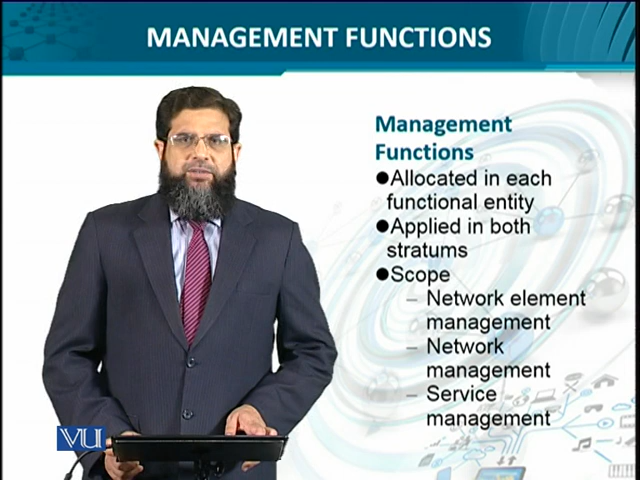 MANAGEMENT FUNCTIONS
Management
Functions
●Allocated in each
functional entity
●Applied in both
stratums
●Scope
– Network element
management
– Network
management
– Service
management
VU